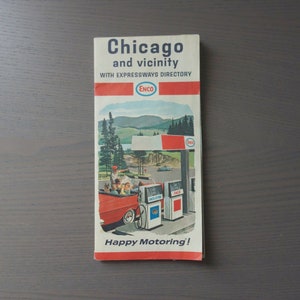 Chicago
and vicinity
WITH EXPRESSWAYS DIRECTORY
ENCO
Happy Motoring!